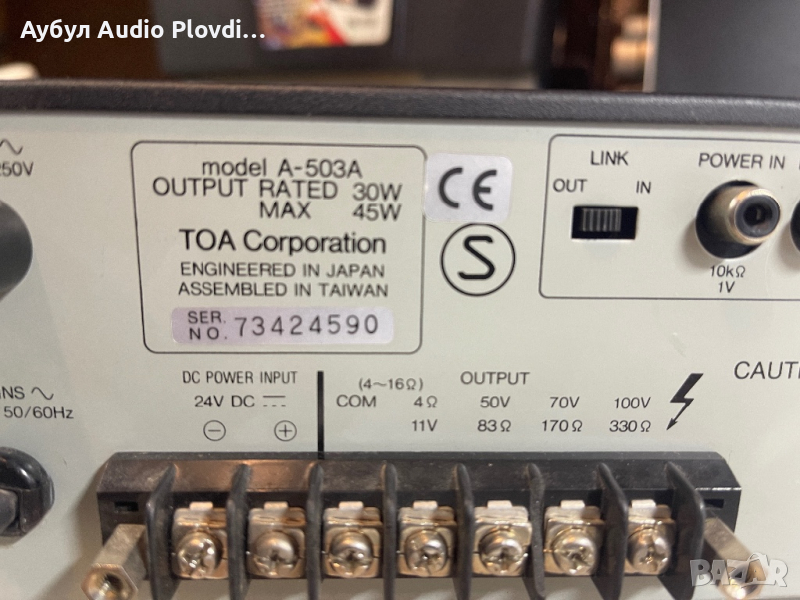 Аубул Audio Plovdi...
250V
model A-503A
OUTPUT RATED 30W
MAX 45W
TOA Corporation
ENGINEERED IN JAPAN
ASSEMBLED IN TAIWAN
SER. NO. 73424590
CE
S
LINK
OUT IN
POWER IN
10kΩ
1V
DC POWER INPUT
24V DC
⊖ ⊕
(4~16Ω) OUTPUT
COM 4Ω 50V 70V 100V
11V 83Ω 170Ω 330Ω
50/60Hz
BAZAR